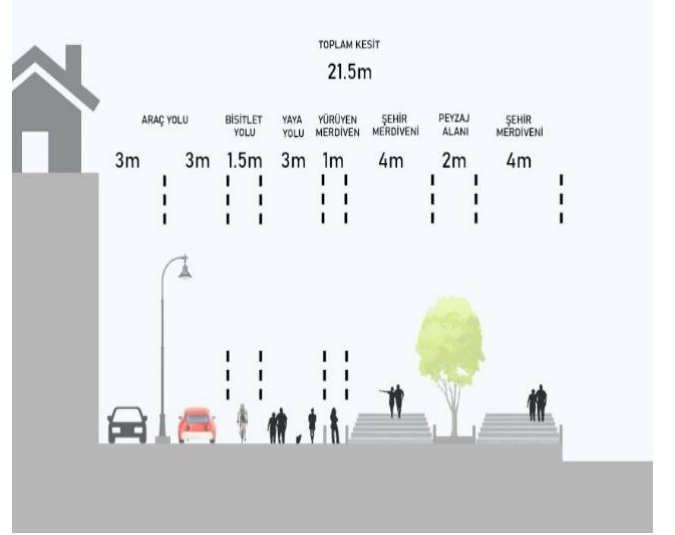 TOPLAM KESİT
21.5m
ARAÇ YOLU
BİSİTLET
YOLU
YAYA
YOLU
YÜRÜYEN
MERDİVEN
ŞEHİR
MERDİVENİ
PEYZAJ
ALANI
ŞEHİR
MERDİVENİ
3m 3m 1.5m 3m 1m 4m 2m 4m